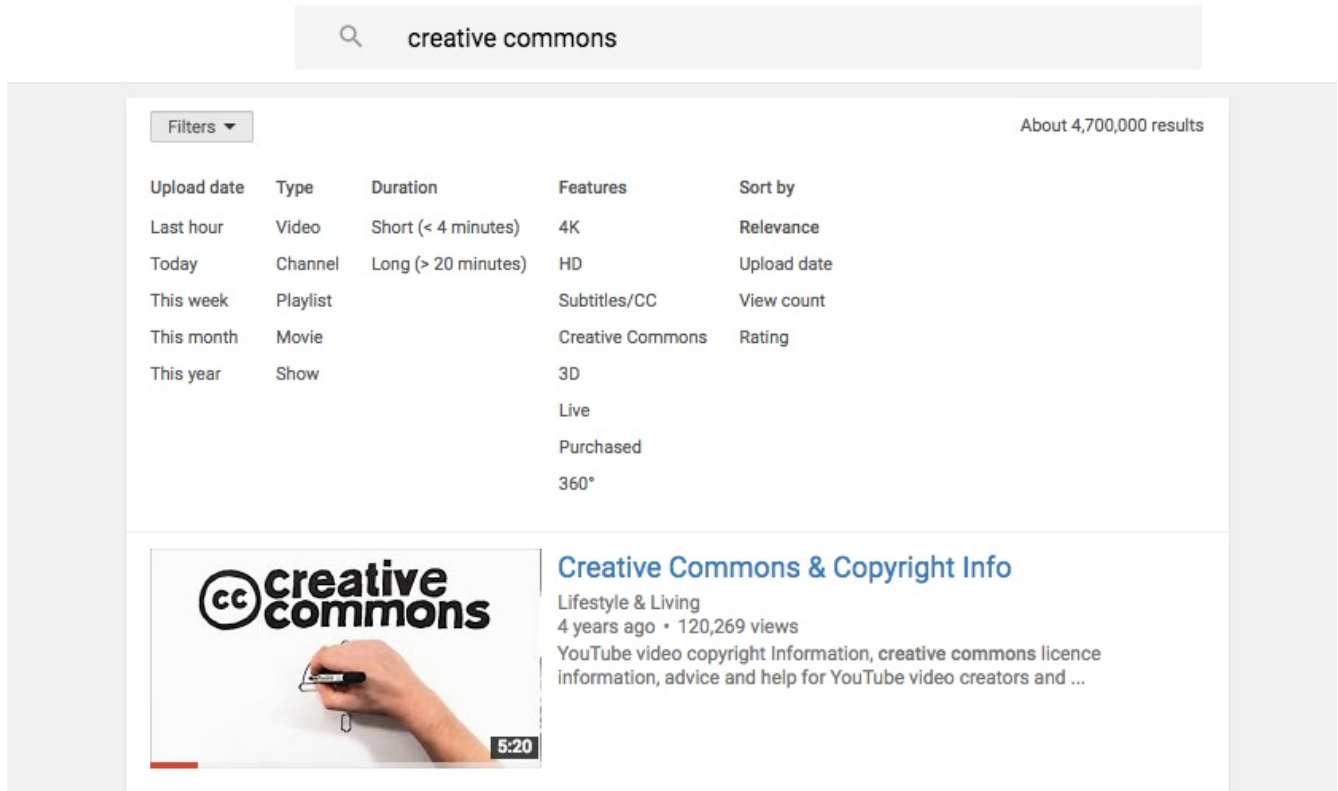 creative commons
Filters
About 4,700,000 results
Upload date Type Duration Features Sort by
Last hour Video Short (< 4 minutes) 4K Relevance
Today Channel Long (> 20 minutes) HD Upload date
This week Playlist Subtitles/CC View count
This month Movie Creative Commons Rating
This year Show 3D
Live
Purchased
360°
cc creative
commons
5:20
Creative Commons & Copyright Info
Lifestyle & Living
4 years ago • 120,269 views
YouTube video copyright Information, creative commons licence
information, advice and help for YouTube video creators and ...